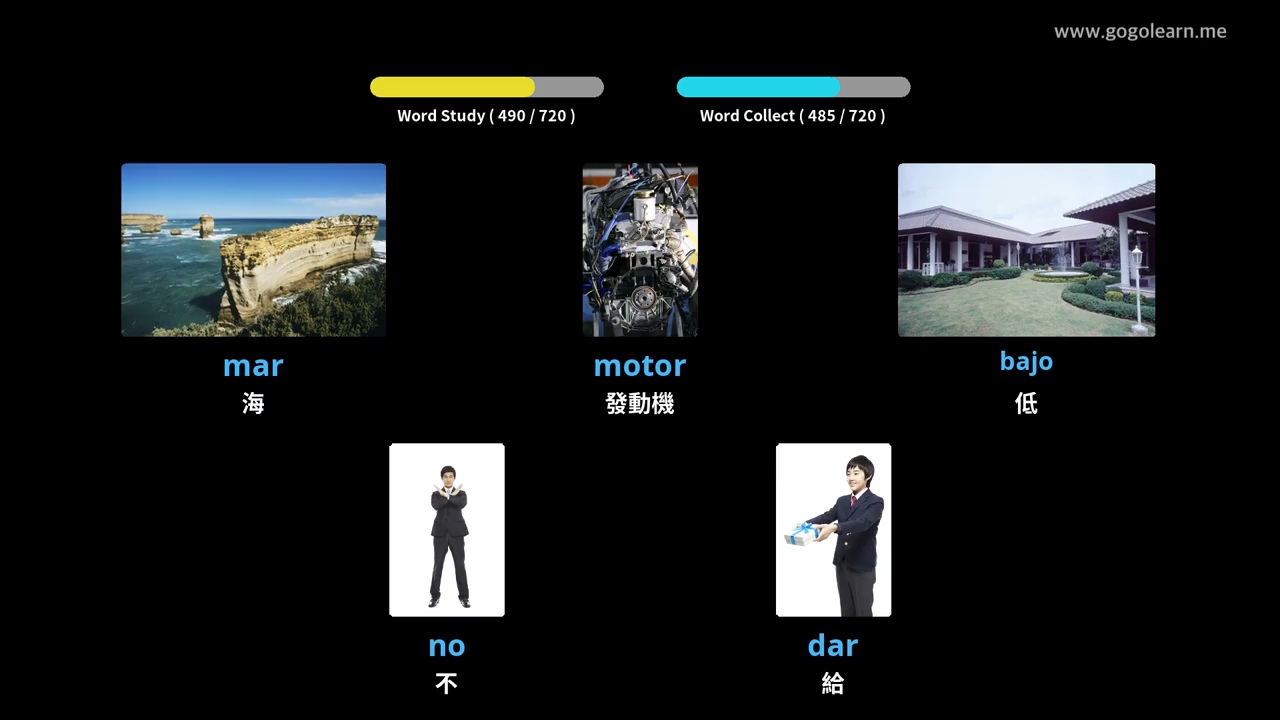 www.gogolearn.me
Word Study ( 490 / 720 )
Word Collect ( 485 / 720 )
mar
海
motor
發動機
bajo
低
no
不
dar
給